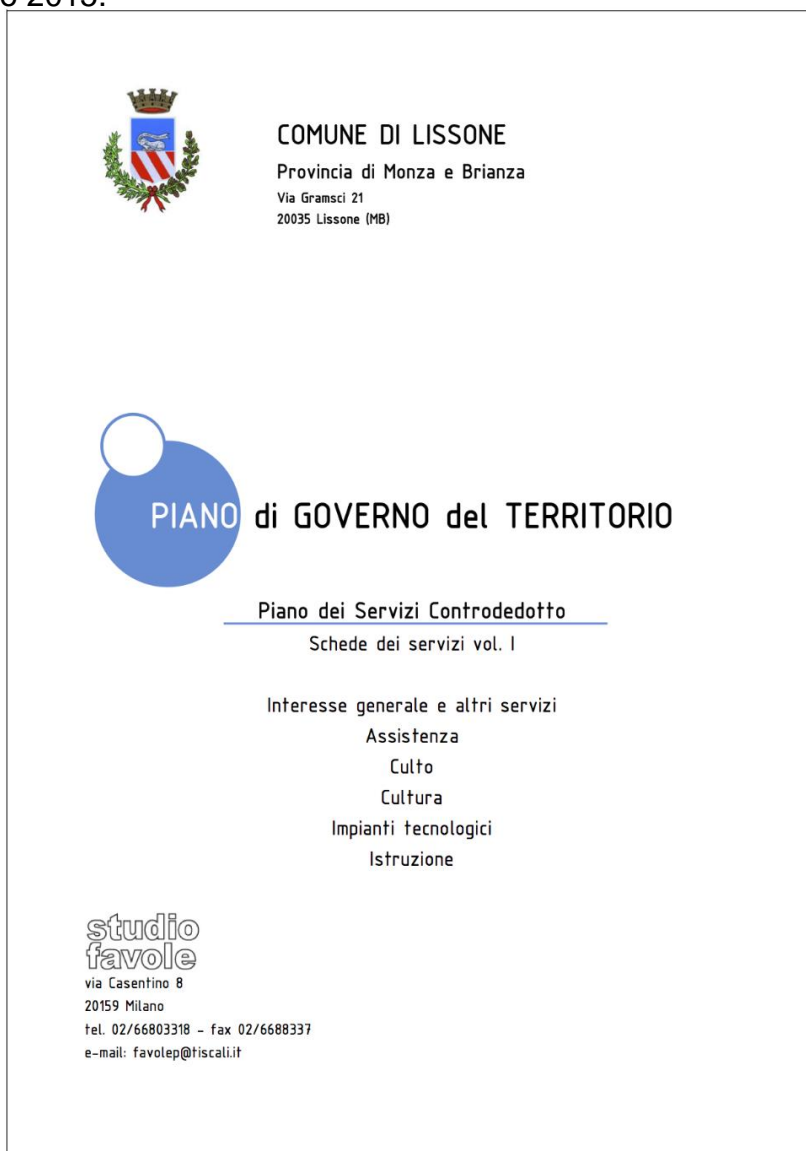 COMUNE DI LISSONE
Provincia di Monza e Brianza
Via Gramsci 21
20035 Lissone (MB)
PIANO di GOVERNO del TERRITORIO
Piano dei Servizi Controdedotto
Schede dei servizi vol. I
Interesse generale e altri servizi
Assistenza
Culto
Cultura
Impianti tecnologici
Istruzione
studio
favole
via Casentino 8
20159 Milano
tel. 02/66803318 - fax 02/6688337
e-mail: favolep@tiscali.it